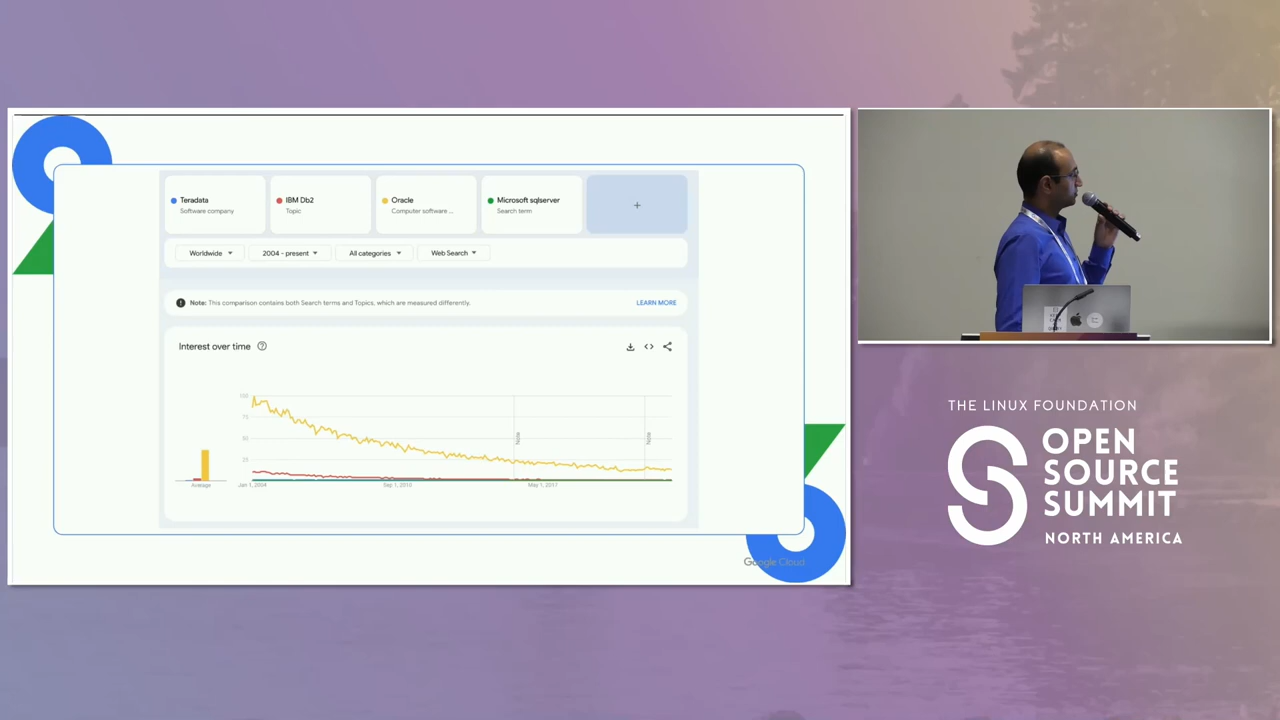 Teradata
Software company
IBM Db2
Topic
Oracle
Computer software ...
Microsoft sqlserver
Search term
+
Worldwide
2004 - present
All categories
Web Search
Note: This comparison contains both Search terms and Topics, which are measured differently.
LEARN MORE
Interest over time
100
75
50
25
Note
Note
Average
Jan 1, 2004
Sep 1, 2010
May 1, 2017
Google Cloud
THE LINUX FOUNDATION
OPEN
SOURCE
SUMMIT
NORTH AMERICA